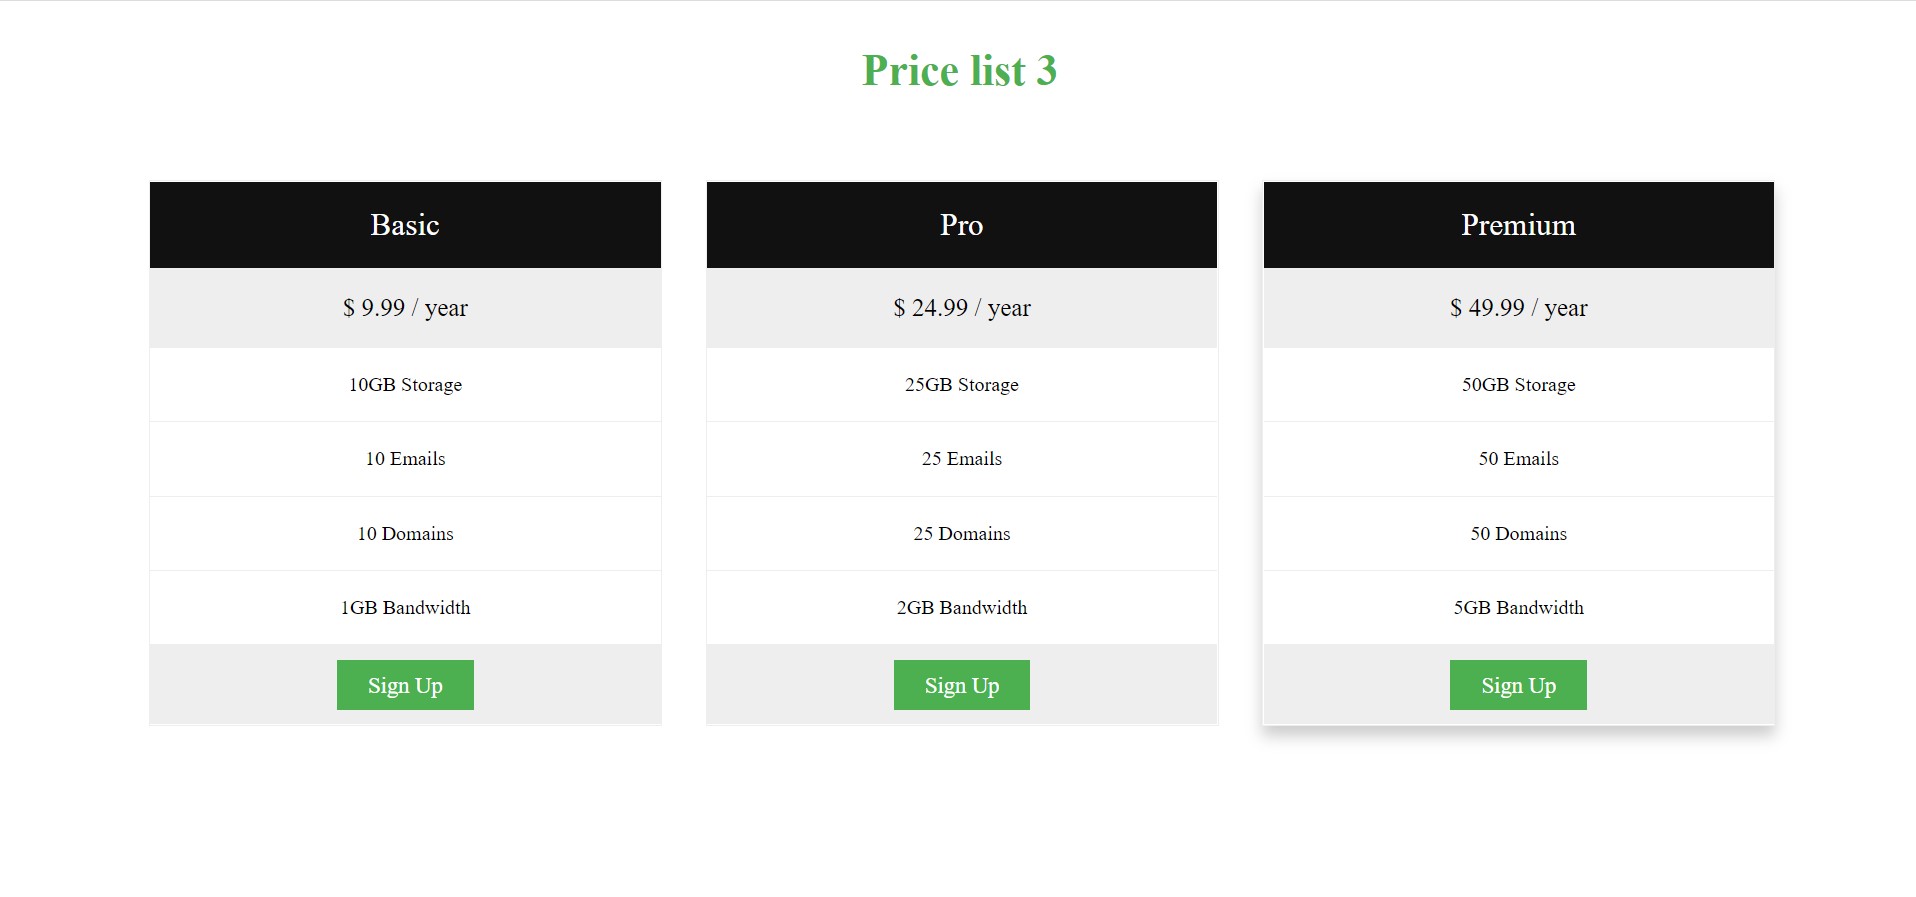 Price list 3
Basic
$ 9.99 / year
10GB Storage
10 Emails
10 Domains
1GB Bandwidth
Sign Up
Pro
$ 24.99 / year
25GB Storage
25 Emails
25 Domains
2GB Bandwidth
Sign Up
Premium
$ 49.99 / year
50GB Storage
50 Emails
50 Domains
5GB Bandwidth
Sign Up